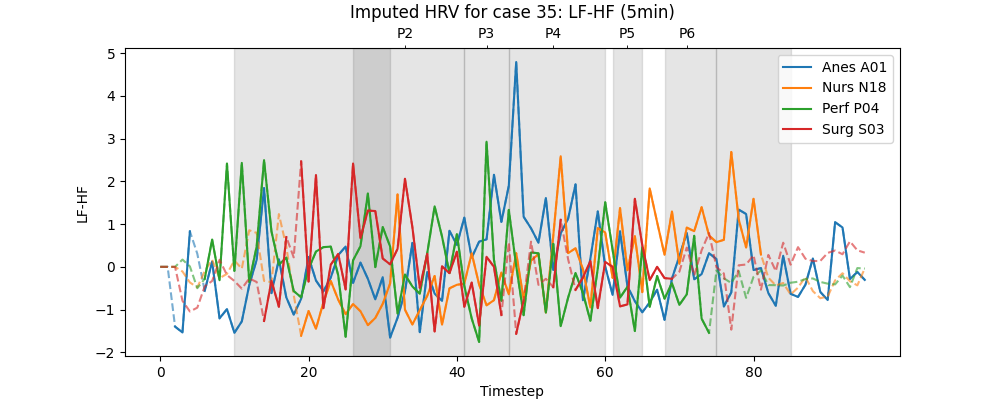 Imputed HRV for case 35: LF-HF (5min)
P2 P3 P4 P5 P6
5
4
3
2
1
0
−1
−2
LF-HF
Anes A01
Nurs N18
Perf P04
Surg S03
0 20 40 60 80
Timestep